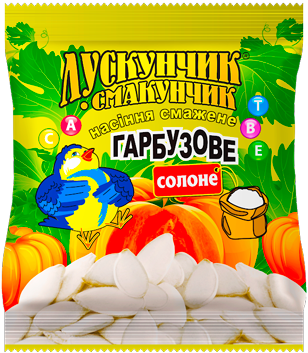 ЛУСКУНЧИК
СМАКУНЧИК
насіння смажене
ГАРБУЗОВЕ
солоне
С
А
Т
В
Е